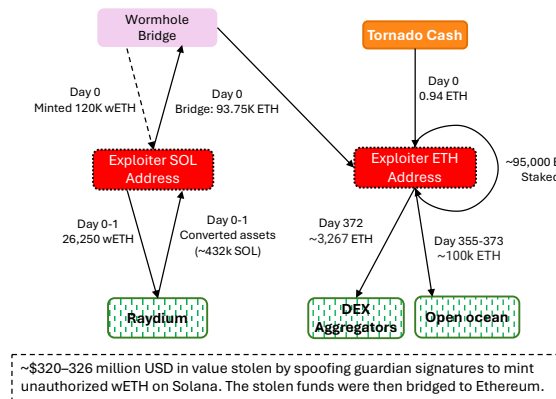 Wormhole
Bridge
Tornado Cash
Day 0
Minted 120K wETH
Day 0
Bridge: 93.75K ETH
Day 0
0.94 ETH
Exploiter SOL
Address
Exploiter ETH
Address
~95,000
Staked
Day 0-1
26,250 wETH
Day 0-1
Converted assets
(~432k SOL)
Day 372
~3,267 ETH
Day 355-373
~100k ETH
Raydium
DEX
Aggregators
Open ocean
~$320–326 million USD in value stolen by spoofing guardian signatures to mint
unauthorized wETH on Solana. The stolen funds were then bridged to Ethereum.